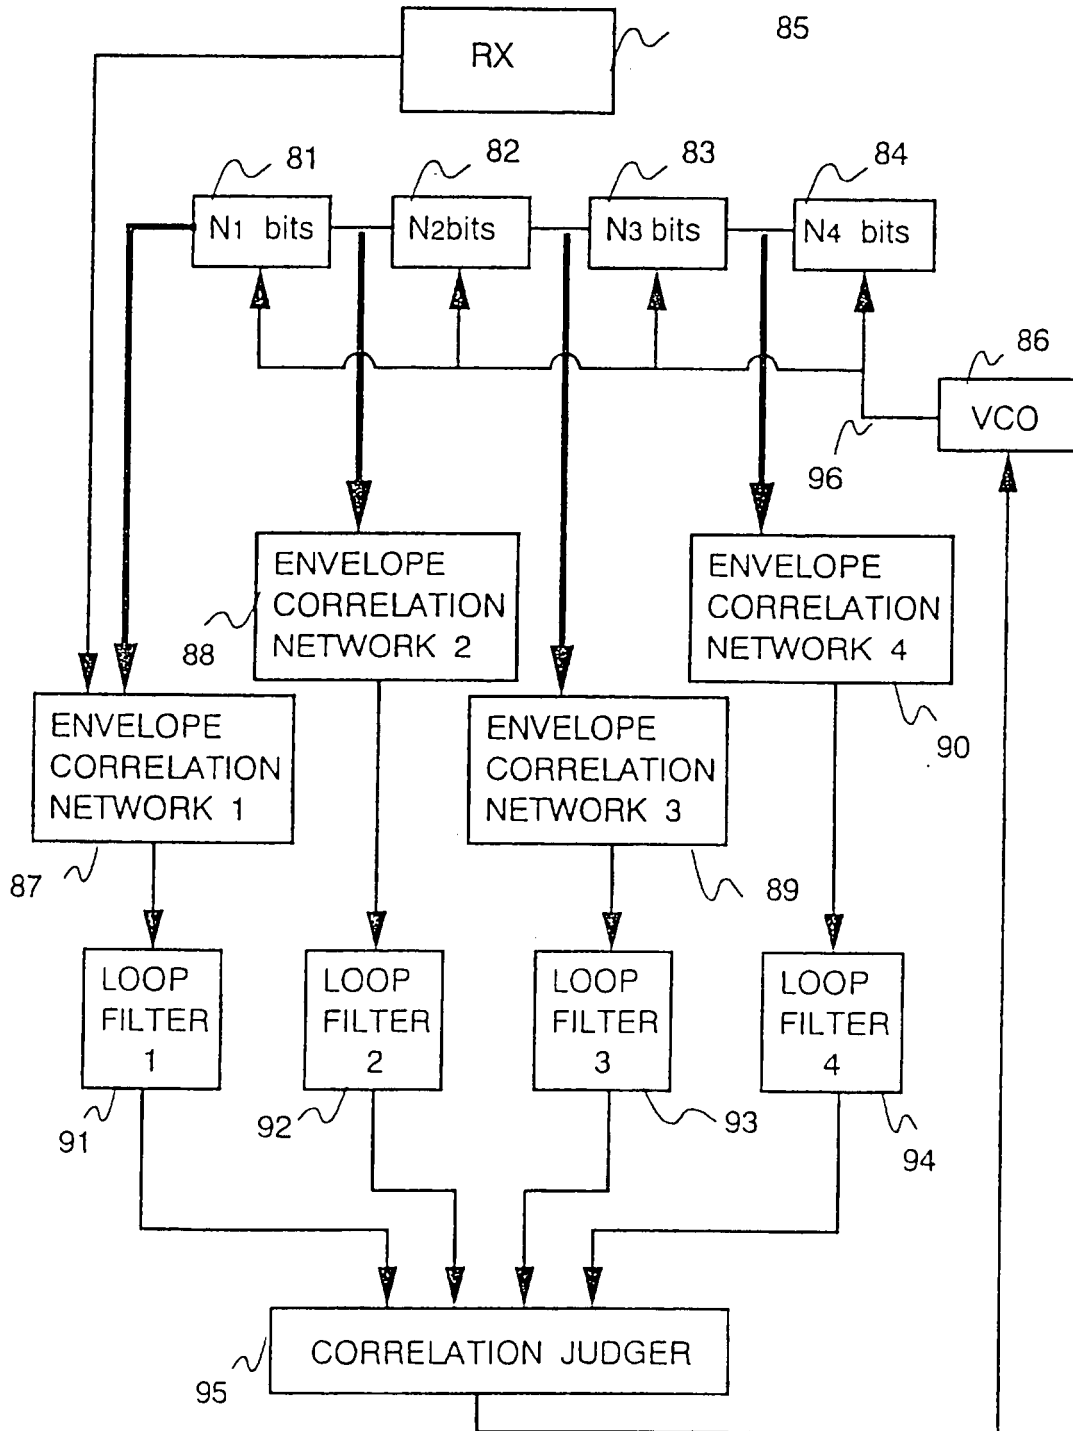 RX
85
81
82
83
84
N1 bits
N2bits
N3 bits
N4 bits
86
VCO
96
ENVELOPE
CORRELATION
NETWORK 2
88
ENVELOPE
CORRELATION
NETWORK 4
90
ENVELOPE
CORRELATION
NETWORK 1
87
ENVELOPE
CORRELATION
NETWORK 3
89
LOOP
FILTER
1
91
LOOP
FILTER
2
92
LOOP
FILTER
3
93
LOOP
FILTER
4
94
CORRELATION JUDGER
95